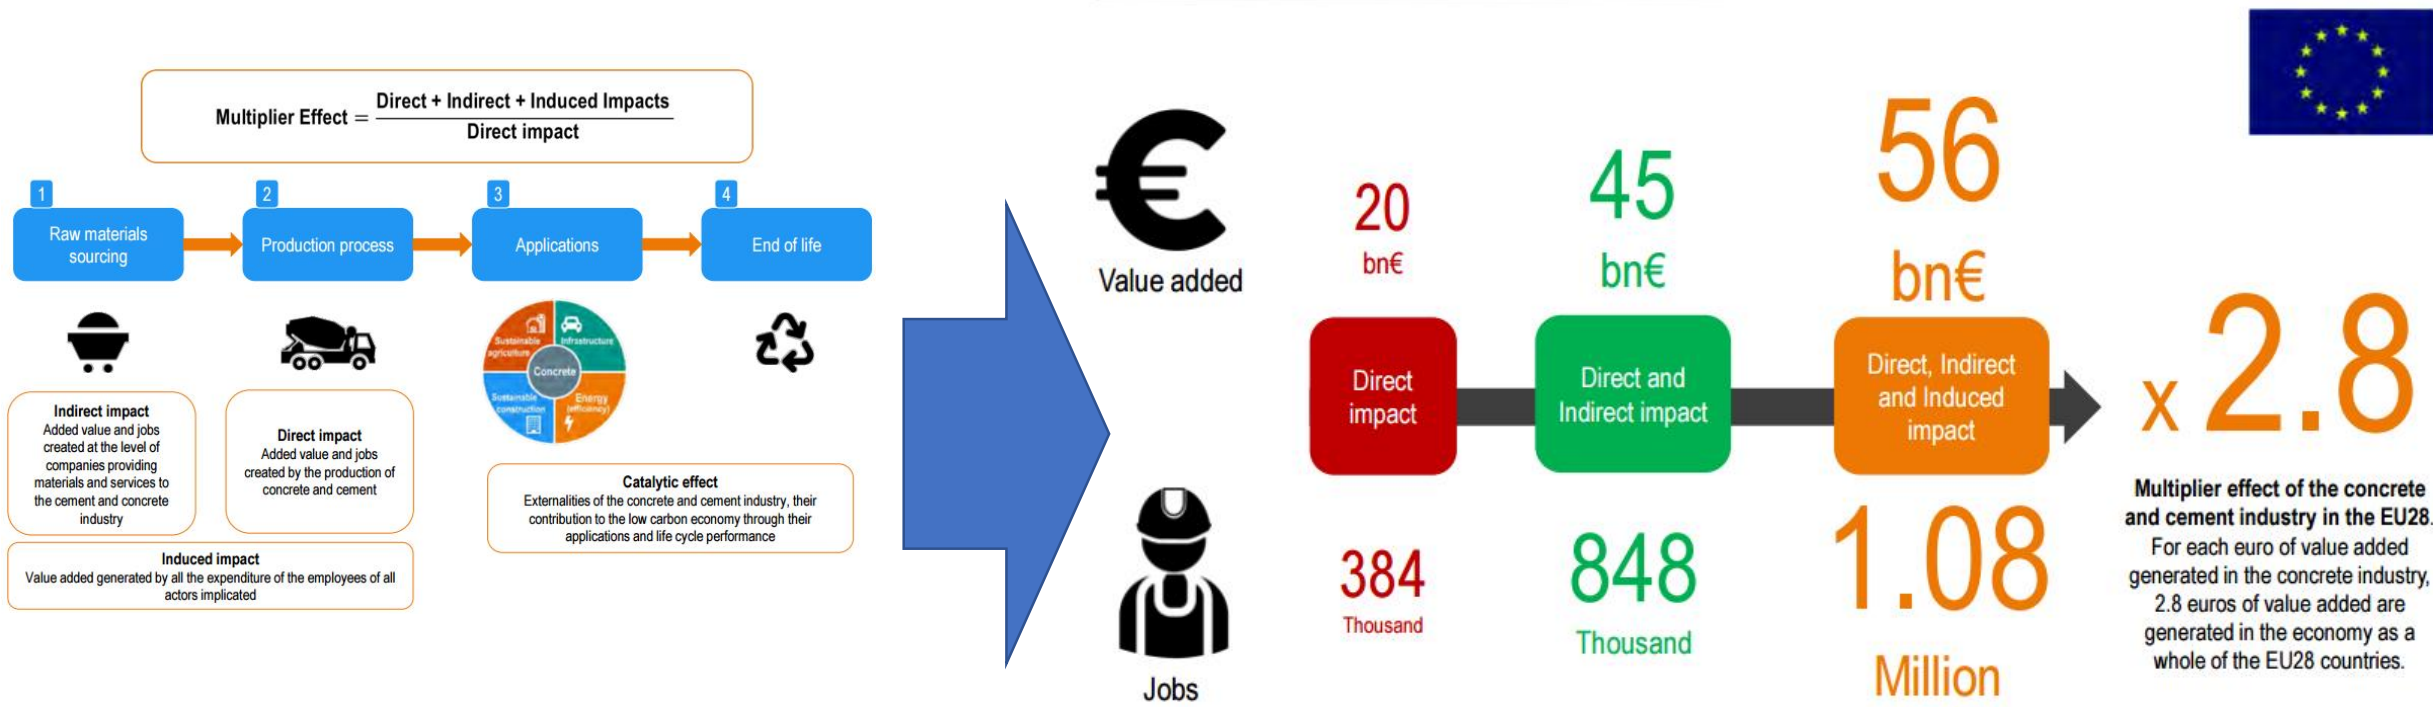 Multiplier Effect = Direct + Indirect + Induced Impacts
Direct impact
1
Raw materials
sourcing
2
Production process
3
Applications
4
End of life
Sustainable
agriculture
Infrastructure
Concrete
Sustainable
construction
Energy
(efficiency)
Indirect impact
Added value and jobs
created at the level of
companies providing
materials and services to
the cement and concrete
industry
Direct impact
Added value and jobs
created by the production of
concrete and cement
Catalytic effect
Externalities of the concrete and cement industry, their
contribution to the low carbon economy through their
applications and life cycle performance
Induced impact
Value added generated by all the expenditure of the employees of all
actors implicated
€
Value added
20
bn€
45
bn€
56
bn€
Direct
impact
Direct and
Indirect impact
Direct, Indirect
and Induced
impact
x 2.8
Jobs
384
Thousand
848
Thousand
1.08
Million
Multiplier effect of the concrete
and cement industry in the EU28.
For each euro of value added
generated in the concrete industry,
2.8 euros of value added are
generated in the economy as a
whole of the EU28 countries.